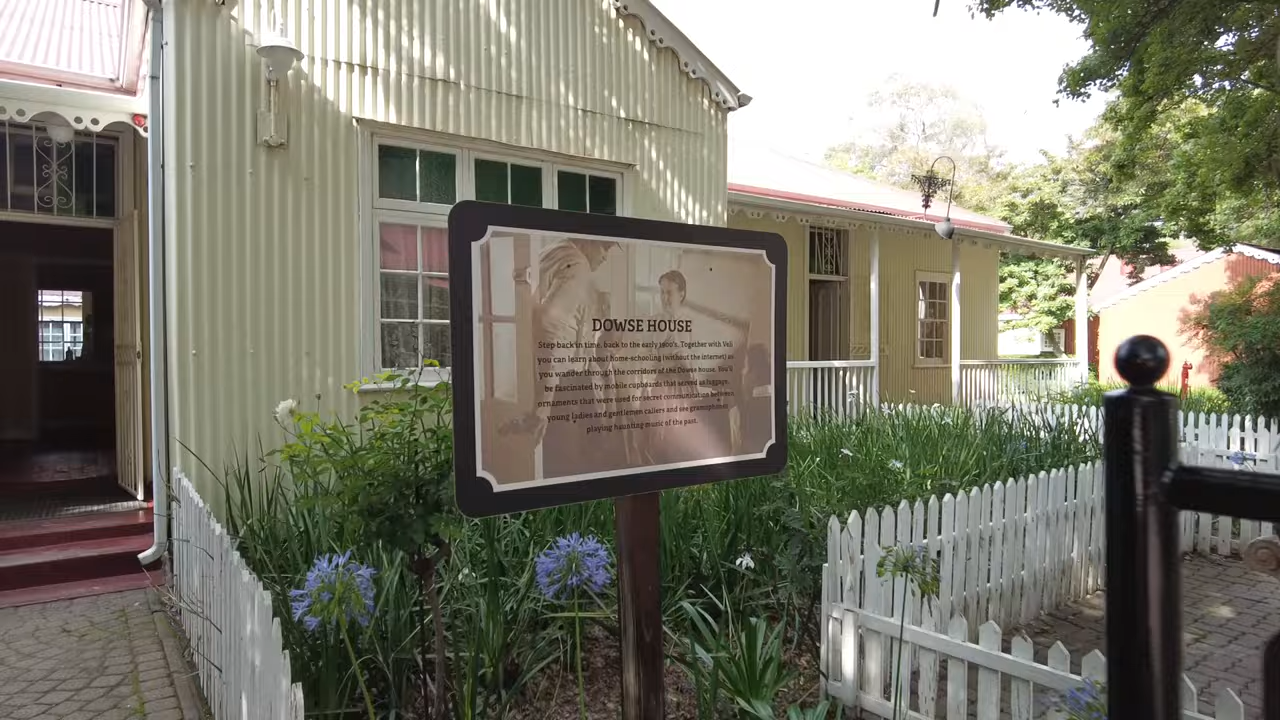 DOWSE HOUSE
Step back in time, back to the early 1900's. Together with Vali
you can learn about home-schooling (without the internet) as
you wander through the corridors of the Dowse house. You'll
be fascinated by mobile cupboards that served as luggage,
ornaments that were used for secret communication between
young ladies and gentlemen callers and see gramophones
playing haunting music of the past.